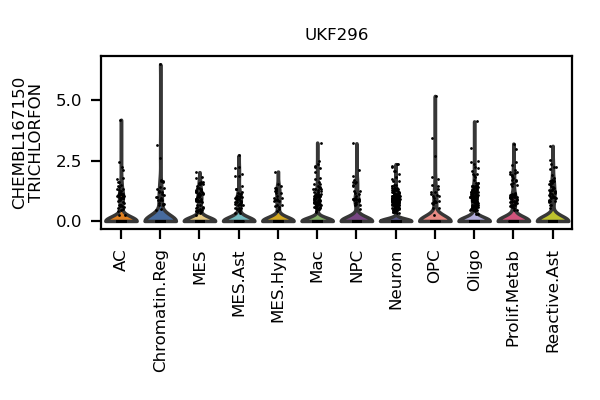 UKF296
CHEMBL167150
TRICHLORFON
5.0
2.5
0.0
AC
Chromatin.Reg
MES
MES.Ast
MES.Hyp
Mac
NPC
Neuron
OPC
Oligo
Prolif.Metab
Reactive.Ast